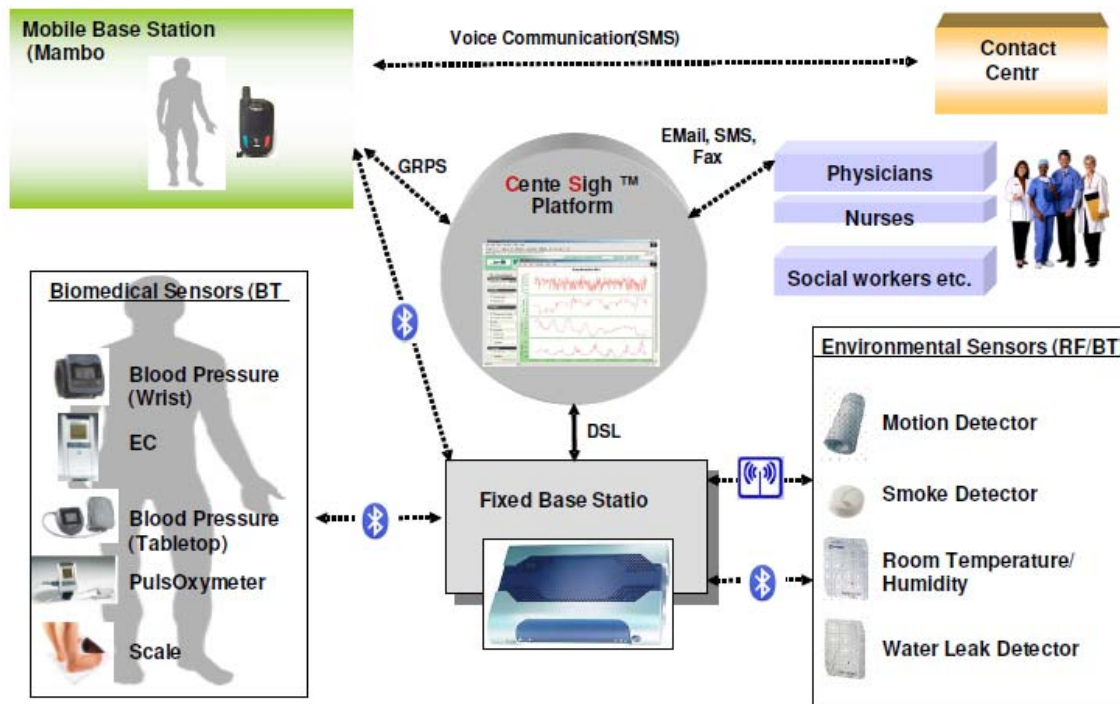 Mobile Base Station
(Mambo
Voice Communication(SMS)
Contact
Centr
GRPS
EMail, SMS,
Fax
Cente Sigh ™
Platform
Physicians
Nurses
Social workers etc.
Biomedical Sensors (BT
Blood Pressure
(Wrist)
EC
Blood Pressure
(Tabletop)
PulsOxymeter
Scale
DSL
Fixed Base Statio
Environmental Sensors (RF/BT
Motion Detector
Smoke Detector
Room Temperature/
Humidity
Water Leak Detector